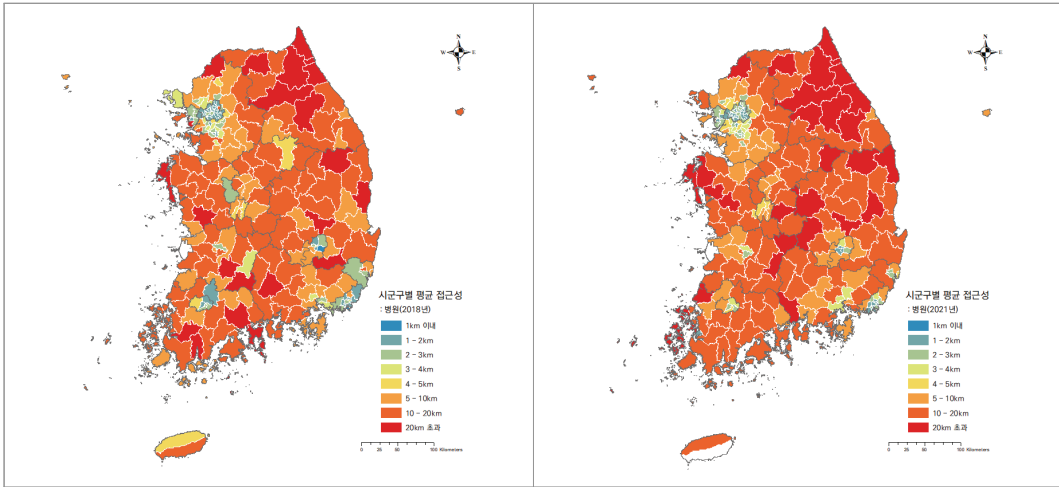 N
W
E
S
시군구별 평균 접근성
: 병원(2018년)
1km 이내
1 – 2km
2 – 3km
3 – 4km
4 – 5km
5 – 10km
10 – 20km
20km 초과
0 25 50 100 Kilometers
N
W
E
S
시군구별 평균 접근성
: 병원(2021년)
1km 이내
1 – 2km
2 – 3km
3 – 4km
4 – 5km
5 – 10km
10 – 20km
20km 초과
0 25 50 100 Kilometers